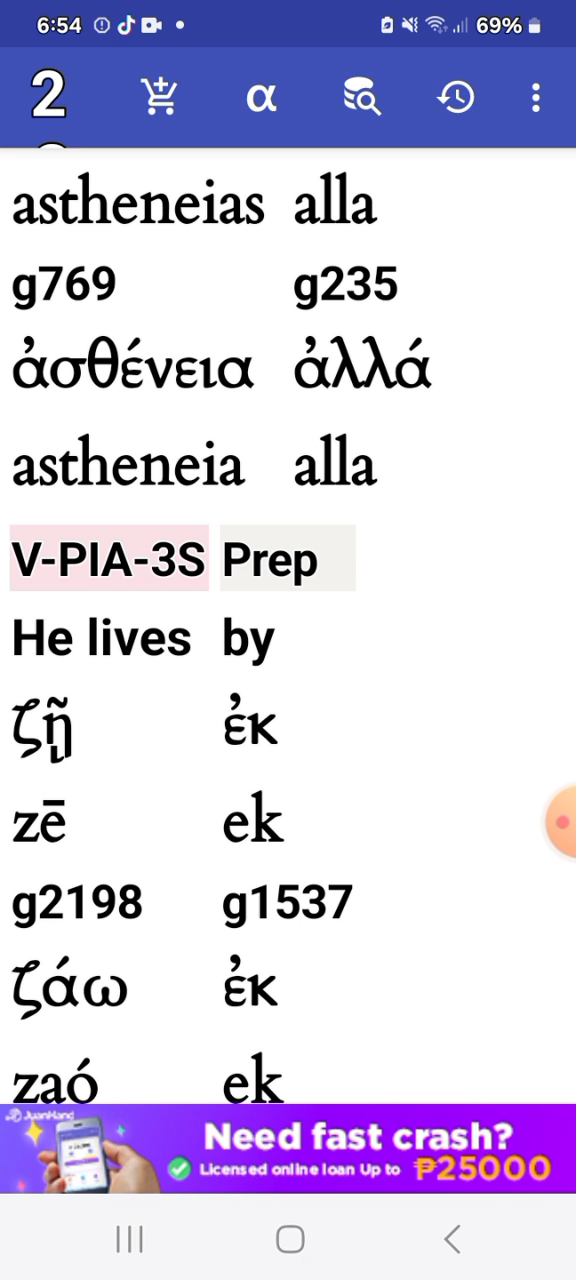 6:54 69%
2 α
astheneias alla
g769 g235
ἀσθένεια ἀλλά
astheneia alla
V-PIA-3S Prep
He lives by
ζῇ ἐκ
zē ek
g2198 g1537
ζάω ἐκ
zaó ek
JuanHand
Need fast crash?
Licensed online loan Up to ₱25000